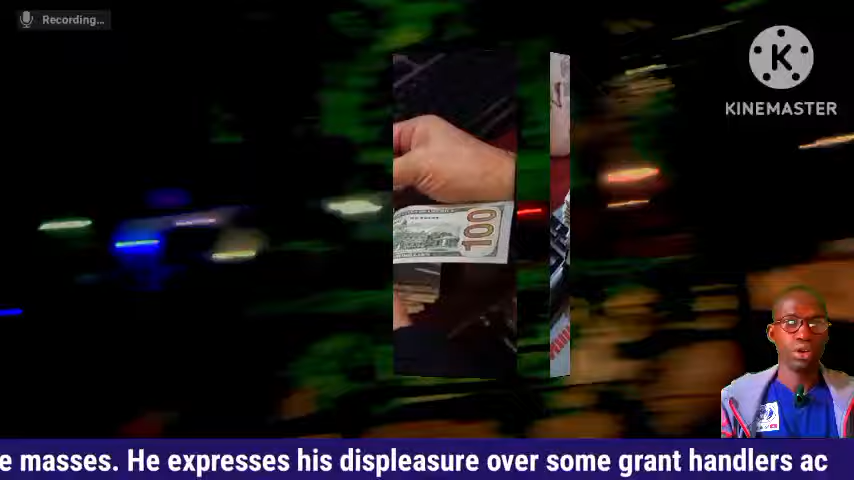 Recording...
K
KINEMASTER
100
e masses. He expresses his displeasure over some grant handlers ac